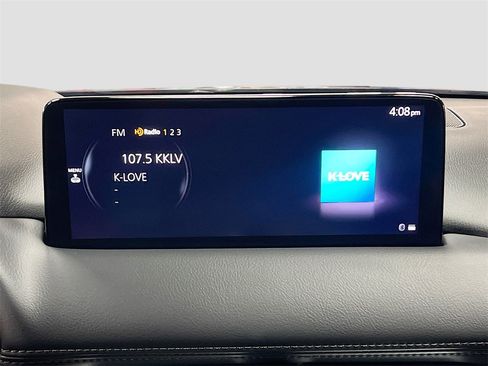 4:08pm
FM HD Radio 1 2 3
107.5 KKLV
MENU
K-LOVE
-
-
K-LOVE